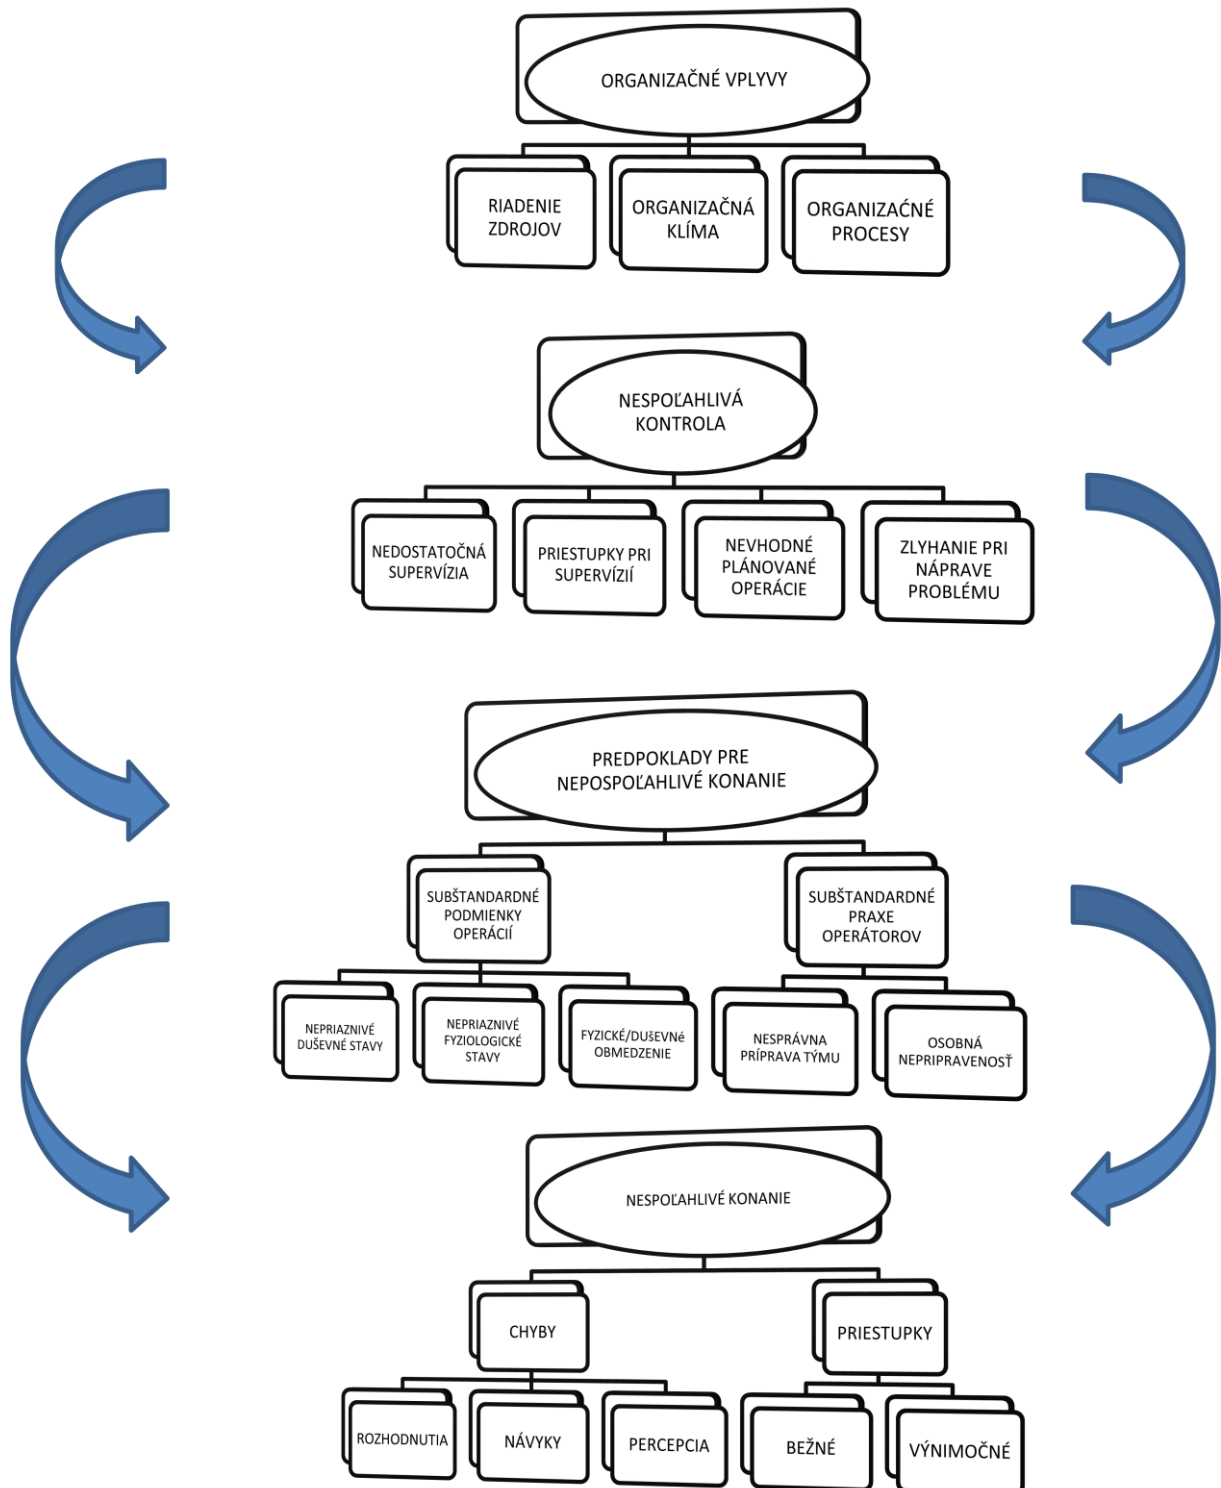 ORGANIZAČNÉ VPLYVY
RIADENIE
ZDROJOV
ORGANIZAČNÁ
KLÍMA
ORGANIZAĆNÉ
PROCESY
NESPOĽAHLIVÁ
KONTROLA
NEDOSTATOČNÁ
SUPERVÍZIA
PRIESTUPKY PRI
SUPERVÍZIÍ
NEVHODNÉ
PLÁNOVANÉ
OPERÁCIE
ZLYHANIE PRI
NÁPRAVE
PROBLÉMU
PREDPOKLADY PRE
NEPOSPOĽAHLIVÉ KONANIE
SUBŠTANDARDNÉ
PODMIENKY
OPERÁCIÍ
SUBŠTANDARDNÉ
PRAXE
OPERÁTOROV
NEPRIAZNIVÉ
DUŠEVNÉ STAVY
NEPRIAZNIVÉ
FYZIOLOGICKÉ
STAVY
FYZICKÉ/DUšEVNé
OBMEDZENIE
NESPRÁVNA
PRÍPRAVA TÝMU
OSOBNÁ
NEPRIPRAVENOSŤ
NESPOĽAHLIVÉ KONANIE
CHYBY
PRIESTUPKY
ROZHODNUTIA
NÁVYKY
PERCEPCIA
BEŽNÉ
VÝNIMOČNÉ